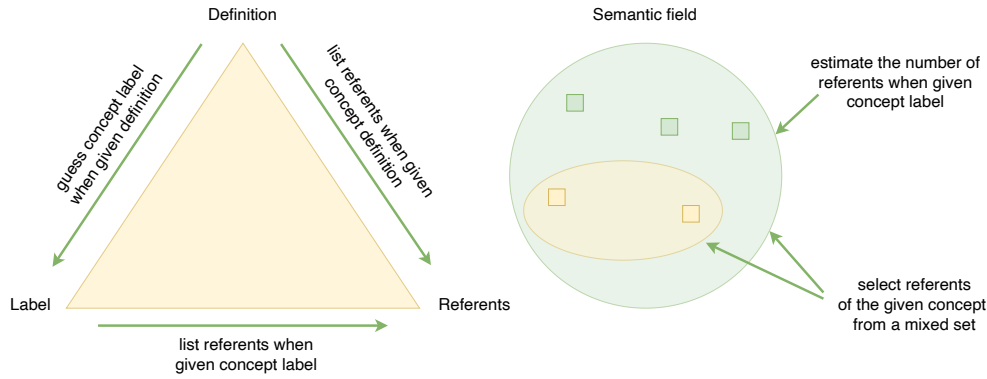 Definition
guess concept label
when given definition
list referents when given
concept definition
Label
Referents
list referents when
given concept label
Semantic field
estimate the number of
referents when given
concept label
select referents
of the given concept
from a mixed set